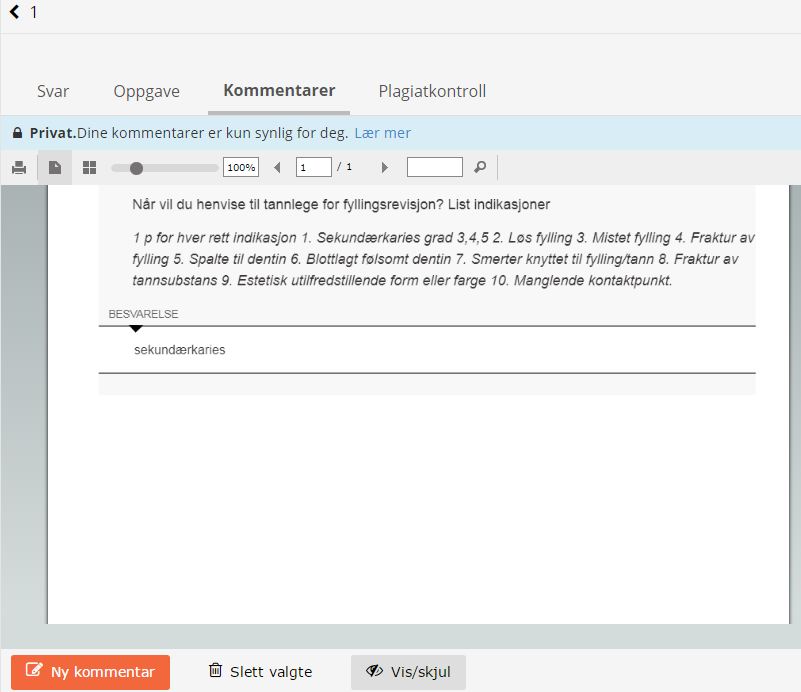 1
Svar Oppgave Kommentarer Plagiatkontroll
Privat.Dine kommentarer er kun synlig for deg. Lær mer
100% 1 / 1
Når vil du henvise til tannlege for fyllingsrevisjon? List indikasjoner
1 p for hver rett indikasjon 1. Sekundærkaries grad 3,4,5 2. Løs fylling 3. Mistet fylling 4. Fraktur av
fylling 5. Spalte til dentin 6. Blottlagt følsomt dentin 7. Smerter knyttet til fylling/tann 8. Fraktur av
tannsubstans 9. Estetisk utilfredstillende form eller farge 10. Manglende kontaktpunkt.
BESVARELSE
sekundærkaries
Ny kommentar Slett valgte Vis/skjul